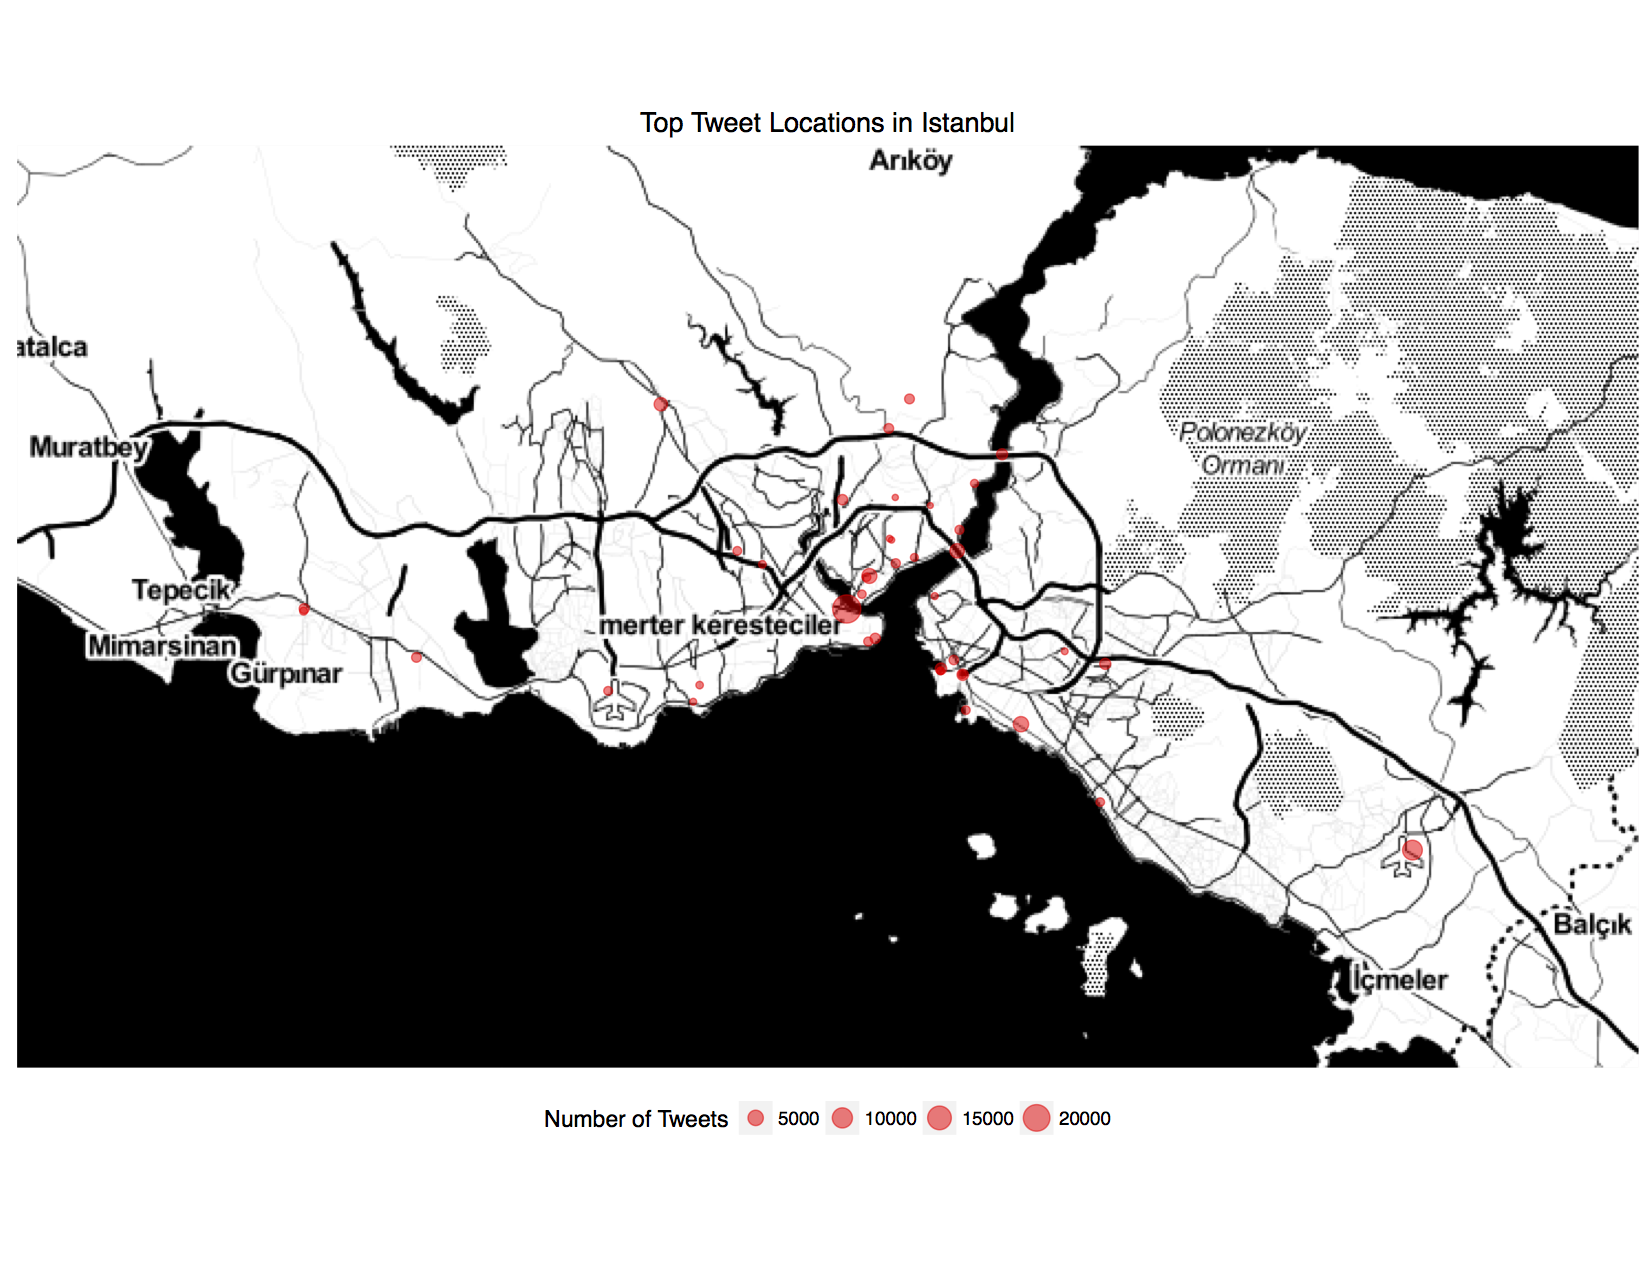 Top Tweet Locations in Istanbul
Arıköy
atalca
Muratbey
Polonezköy
Ormanı
Tepecik
merter keresteciler
Mimarsinan
Gürpınar
Balçık
İçmeler
Number of Tweets 5000 10000 15000 20000